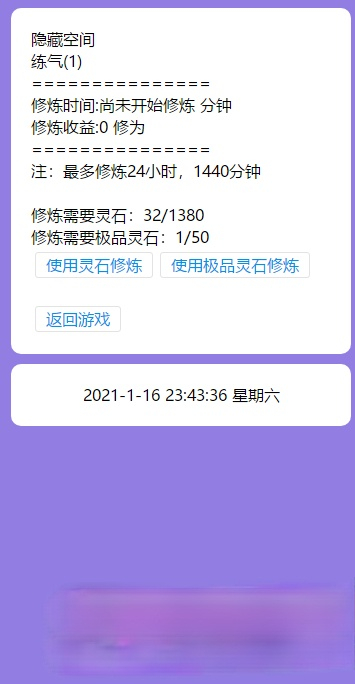 隐藏空间
练气(1)
===============
修炼时间:尚未开始修炼 分钟
修炼收益:0 修为
===============
注：最多修炼24小时，1440分钟
修炼需要灵石：32/1380
修炼需要极品灵石：1/50
使用灵石修炼 使用极品灵石修炼
返回游戏
2021-1-16 23:43:36 星期六